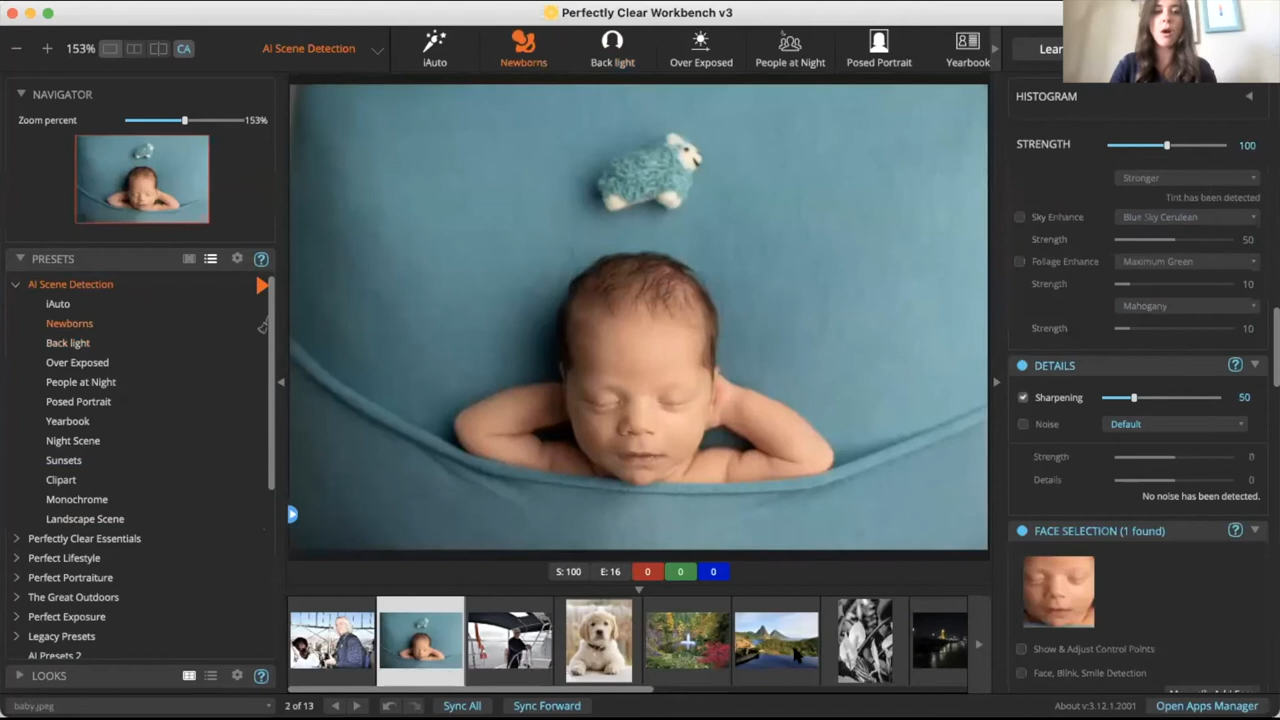 Perfectly Clear Workbench v3
153%
CA
AI Scene Detection
iAuto
Newborns
Back light
Over Exposed
People at Night
Posed Portrait
Yearbook
Lear
NAVIGATOR
Zoom percent
153%
PRESETS
?
AI Scene Detection
iAuto
Newborns
Back light
Over Exposed
People at Night
Posed Portrait
Yearbook
Night Scene
Sunsets
Clipart
Monochrome
Landscape Scene
Perfectly Clear Essentials
Perfect Lifestyle
Perfect Portraiture
The Great Outdoors
Perfect Exposure
Legacy Presets
AI Presets 2
LOOKS
?
baby.jpeg
S: 100
E: 16
0
0
0
2 of 13
Sync All
Sync Forward
HISTOGRAM
STRENGTH
100
Stronger
Tint has been detected
Sky Enhance
Blue Sky Cerulean
Strength
50
Foliage Enhance
Maximum Green
Strength
10
Mahogany
Strength
10
DETAILS
?
Sharpening
50
Noise
Default
Strength
0
Details
0
No noise has been detected.
FACE SELECTION (1 found)
?
Show & Adjust Control Points
Face, Blink, Smile Detection
About v:3.12.1.2001
Open Apps Manager